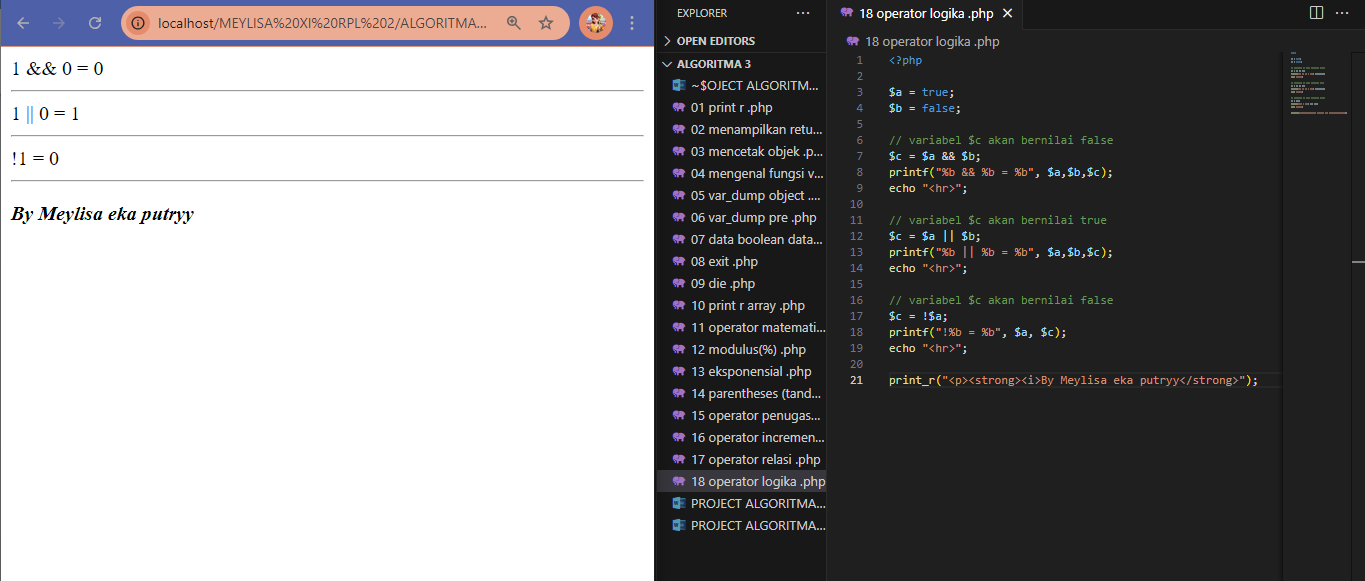 localhost/MEYLISA%20XI%20RPL%202/ALGORITMA...
1 && 0 = 0
1 || 0 = 1
!1 = 0
By Meylisa eka putryy
EXPLORER
OPEN EDITORS
ALGORITMA 3
~$OJECT ALGORITM...
01 print r .php
02 menampilkan retu...
03 mencetak objek .p...
04 mengenal fungsi v...
05 var_dump object ....
06 var_dump pre .php
07 data boolean data...
08 exit .php
09 die .php
10 print r array .php
11 operator matemati...
12 modulus(%) .php
13 eksponensial .php
14 parentheses (tand...
15 operator penugas...
16 operator incremen...
17 operator relasi .php
18 operator logika .php
PROJECT ALGORITMA...
PROJECT ALGORITMA...
18 operator logika .php
18 operator logika .php
1 <?php
2
3 $a = true;
4 $b = false;
5
6 // variabel $c akan bernilai false
7 $c = $a && $b;
8 printf("%b && %b = %b", $a,$b,$c);
9 echo "<hr>";
10
11 // variabel $c akan bernilai true
12 $c = $a || $b;
13 printf("%b || %b = %b", $a,$b,$c);
14 echo "<hr>";
15
16 // variabel $c akan bernilai false
17 $c = !$a;
18 printf("!%b = %b", $a, $c);
19 echo "<hr>";
20
21 print_r("<p><strong><i>By Meylisa eka putryy</strong>");